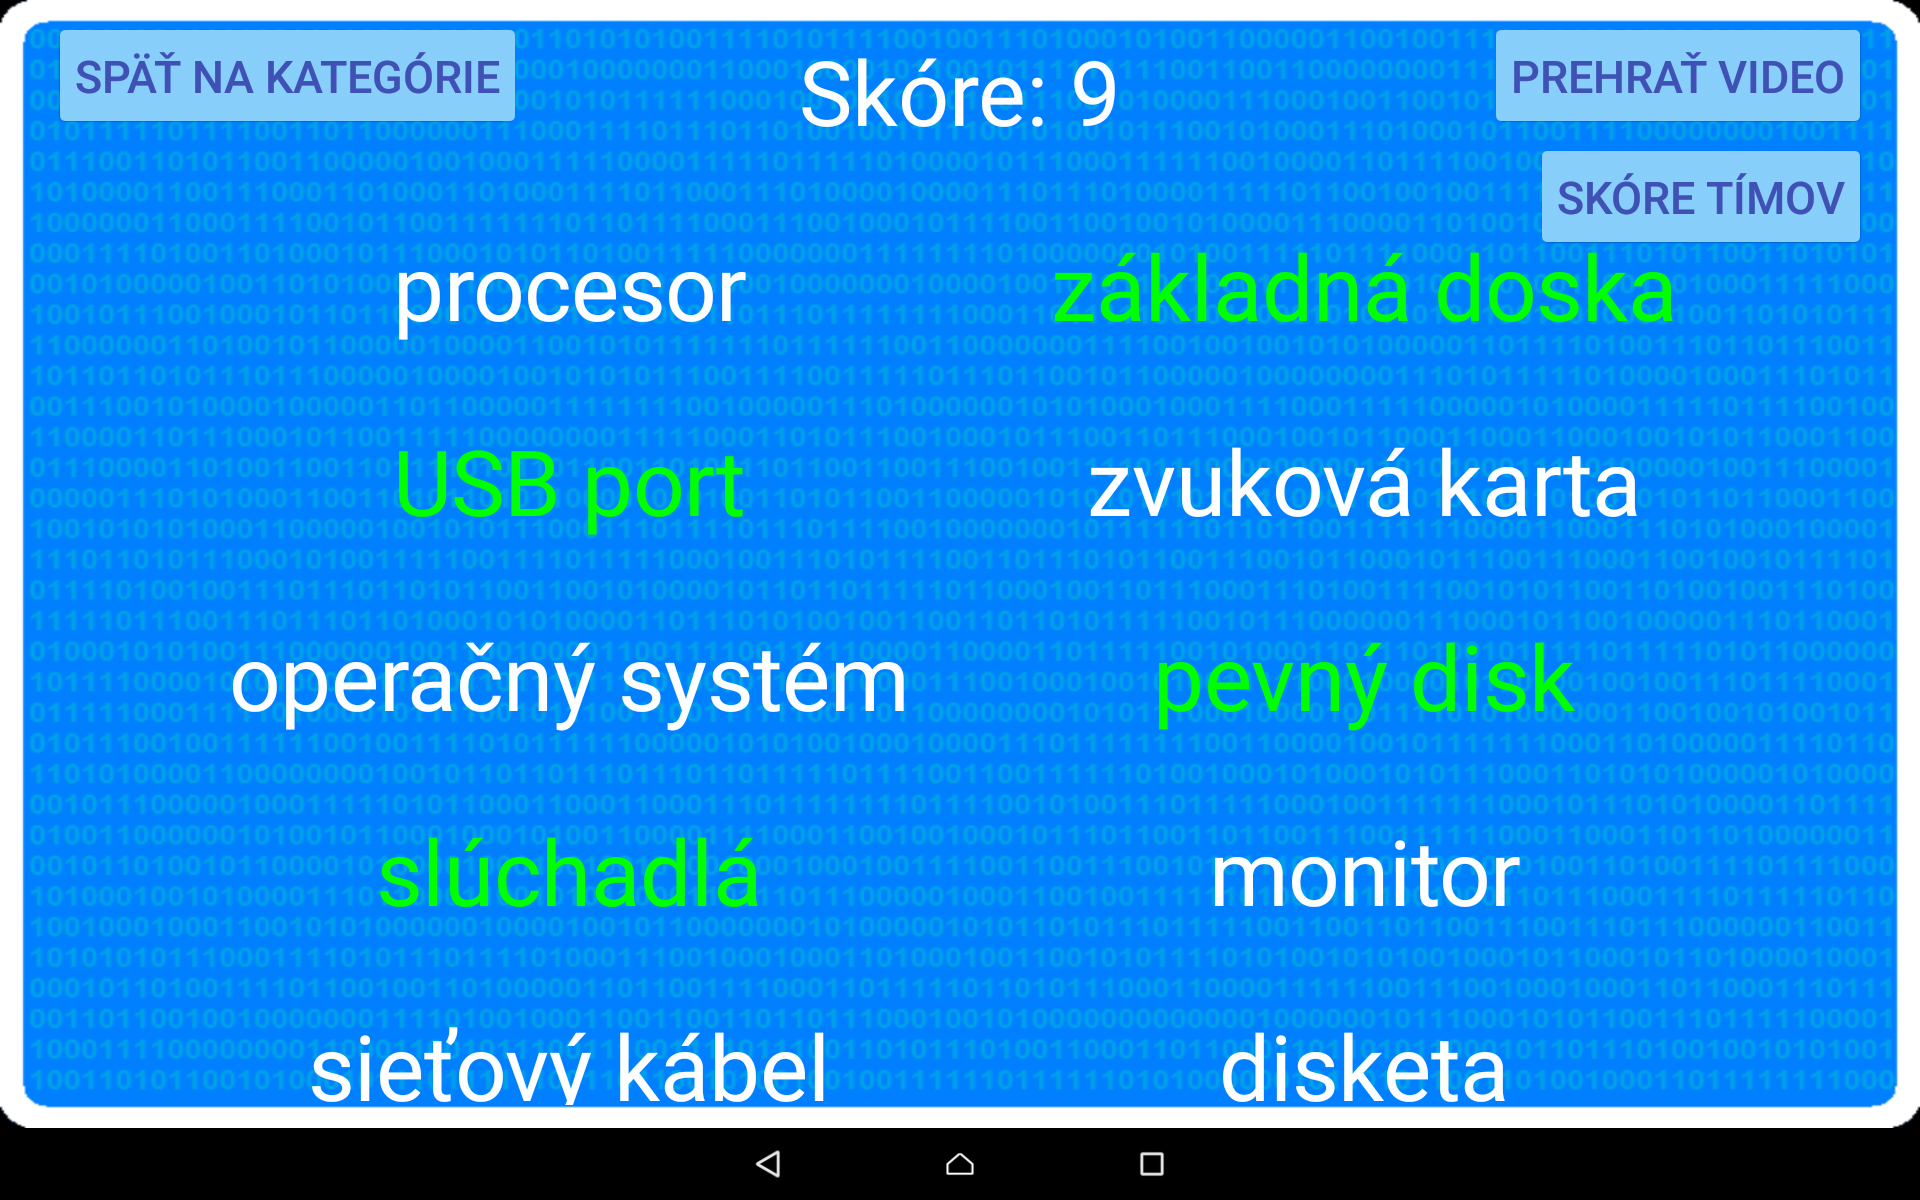 SPÄŤ NA KATEGÓRIE
Skóre: 9
PREHRAŤ VIDEO
SKÓRE TÍMOV
procesor
základná doska
USB port
zvuková karta
operačný systém
pevný disk
slúchadlá
monitor
sieťový kábel
disketa